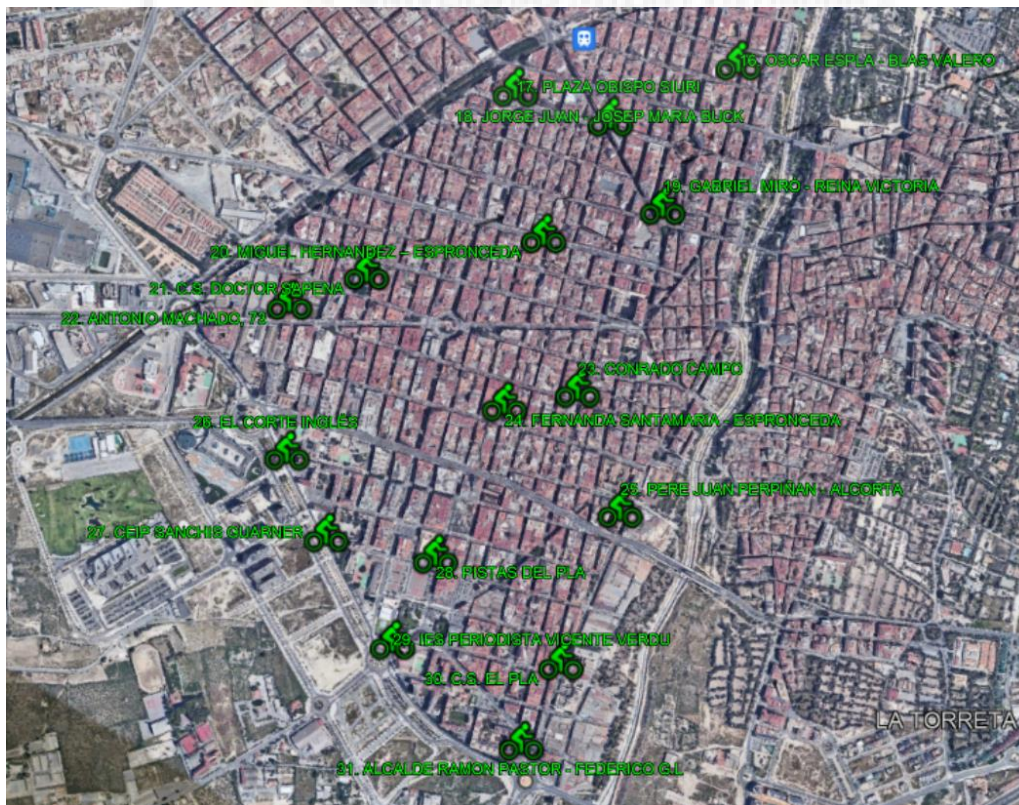 16. OSCAR ESPLA - BLAS VALERO
17. PLAZA OBISPO SIURI
18. JORGE JUAN - JOSEP MARIA BUCK
19. GABRIEL MIRÓ - REINA VICTORIA
20. MIGUEL HERNANDEZ – ESPRONCEDA
21. C.S. DOCTOR SAPENA
22. ANTONIO MACHADO, 72
23. CONRADO CAMPO
24. FERNANDA SANTAMARIA - ESPRONCEDA
26. EL CORTE INGLÉS
25. PERE JUAN PERPIÑAN - ALCORTA
27. CEIP SANCHIS GUARNER
28. PISTAS DEL PLA
29. IES PERIODISTA VICENTE VERDU
30. C.S. EL PLA
LA TORRETA
31. ALCALDE RAMON PASTOR - FEDERICO G.L